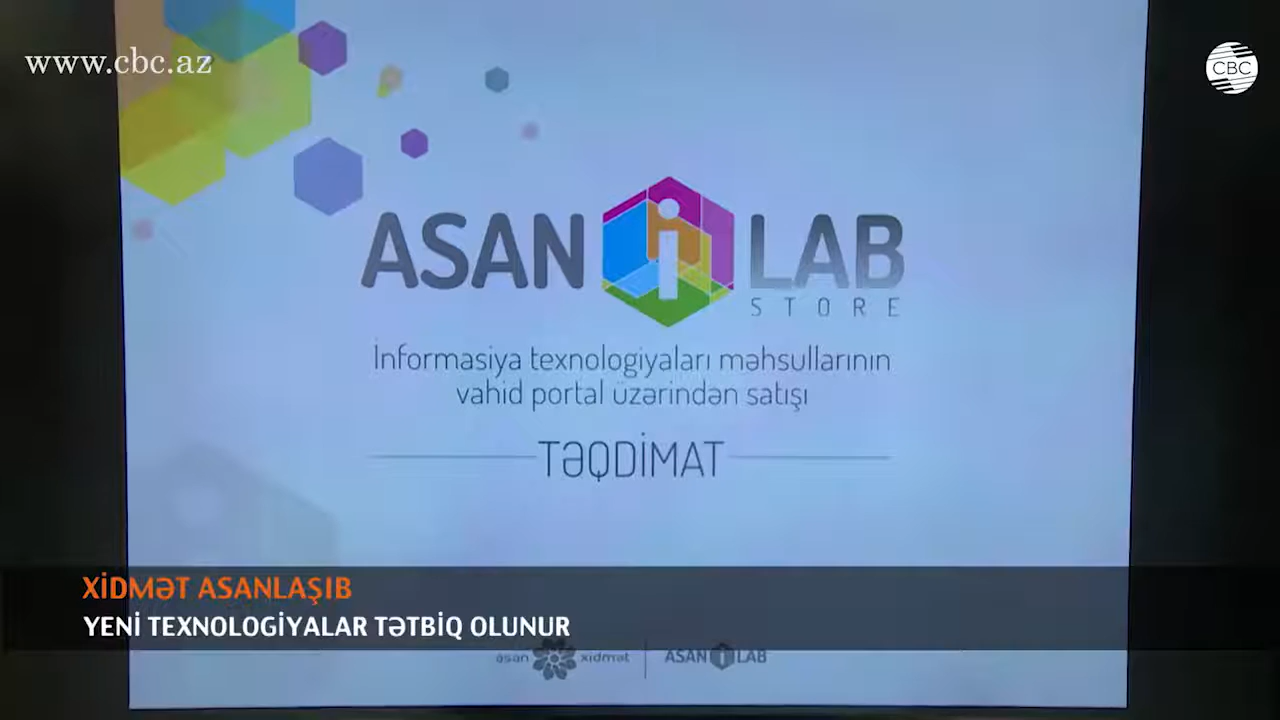 www.cbc.az
CBC
ASAN i LAB
STORE
İnformasiya texnologiyaları məhsullarının
vahid portal üzərindən satışı
TƏQDİMAT
XİDMƏT ASANLAŞIB
YENİ TEXNOLOGİYALAR TƏTBİQ OLUNUR
asan xidmət
ASAN i LAB